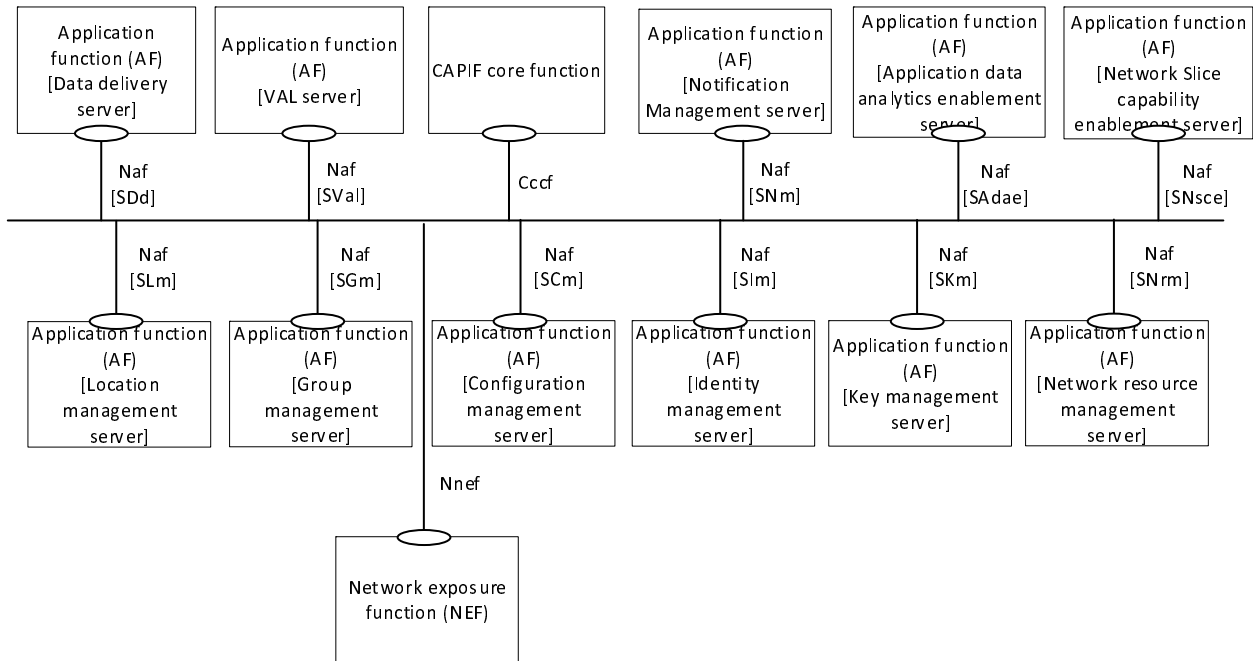 Application
function (AF)
[Data delivery
server]
Application function
(AF)
[VAL server]
CAPIF core function
Application function
(AF)
[Notification
Management server]
Application function
(AF)
[Application data
analytics enablement
server]
Application function
(AF)
[Network Slice
capability
enablement server]
Naf
[SDd]
Naf
[SVal]
Cccf
Naf
[SNm]
Naf
[SAdae]
Naf
[SNsce]
Naf
[SLm]
Naf
[SGm]
Naf
[SCm]
Naf
[SIm]
Naf
[SKm]
Naf
[SNrm]
Application function
(AF)
[Location
management
server]
Application function
(AF)
[Group
management
server]
Application function
(AF)
[Configuration
management
server]
Application function
(AF)
[Identity
management
server]
Application function
(AF)
[Key management
server]
Application function
(AF)
[Network resource
management
server]
Nnef
Network exposure
function (NEF)